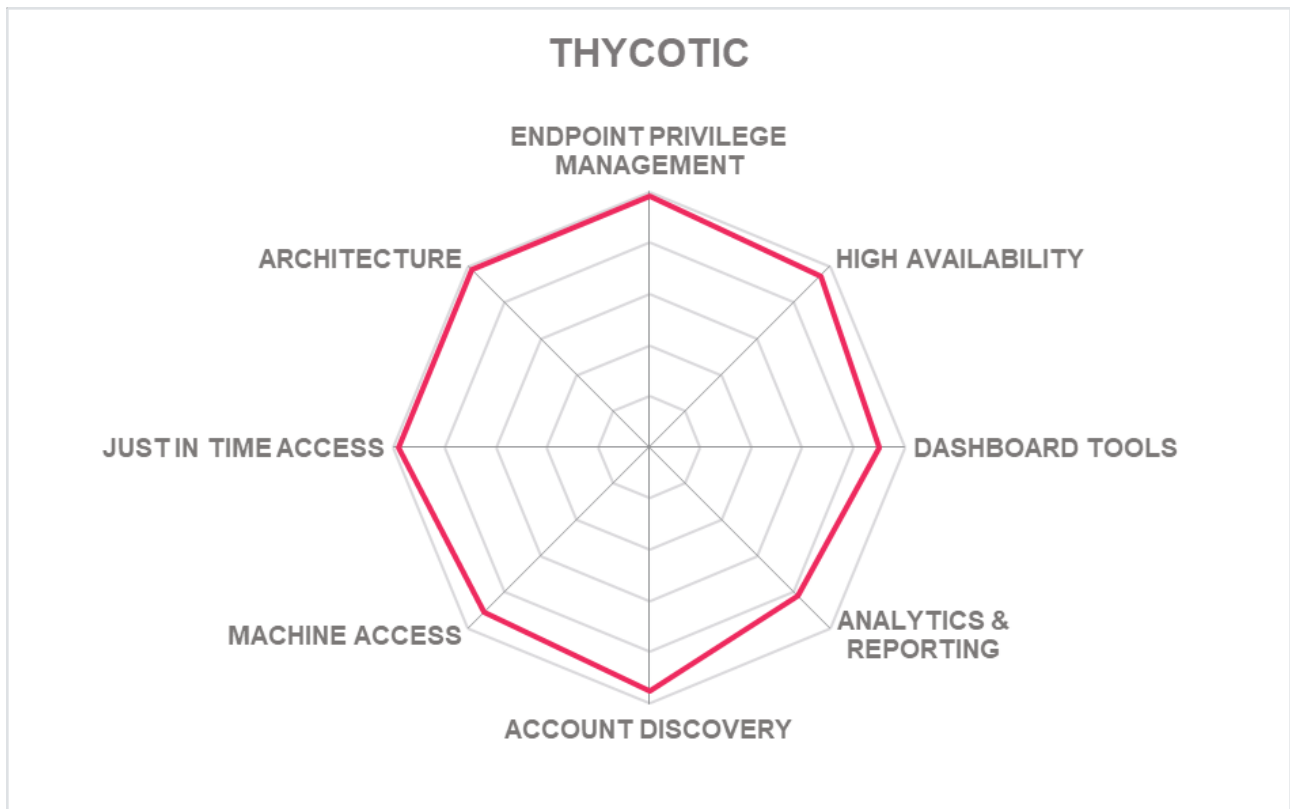 THYCOTIC
ENDPOINT PRIVILEGE
MANAGEMENT
ARCHITECTURE
HIGH AVAILABILITY
JUST IN TIME ACCESS
DASHBOARD TOOLS
MACHINE ACCESS
ANALYTICS &
REPORTING
ACCOUNT DISCOVERY